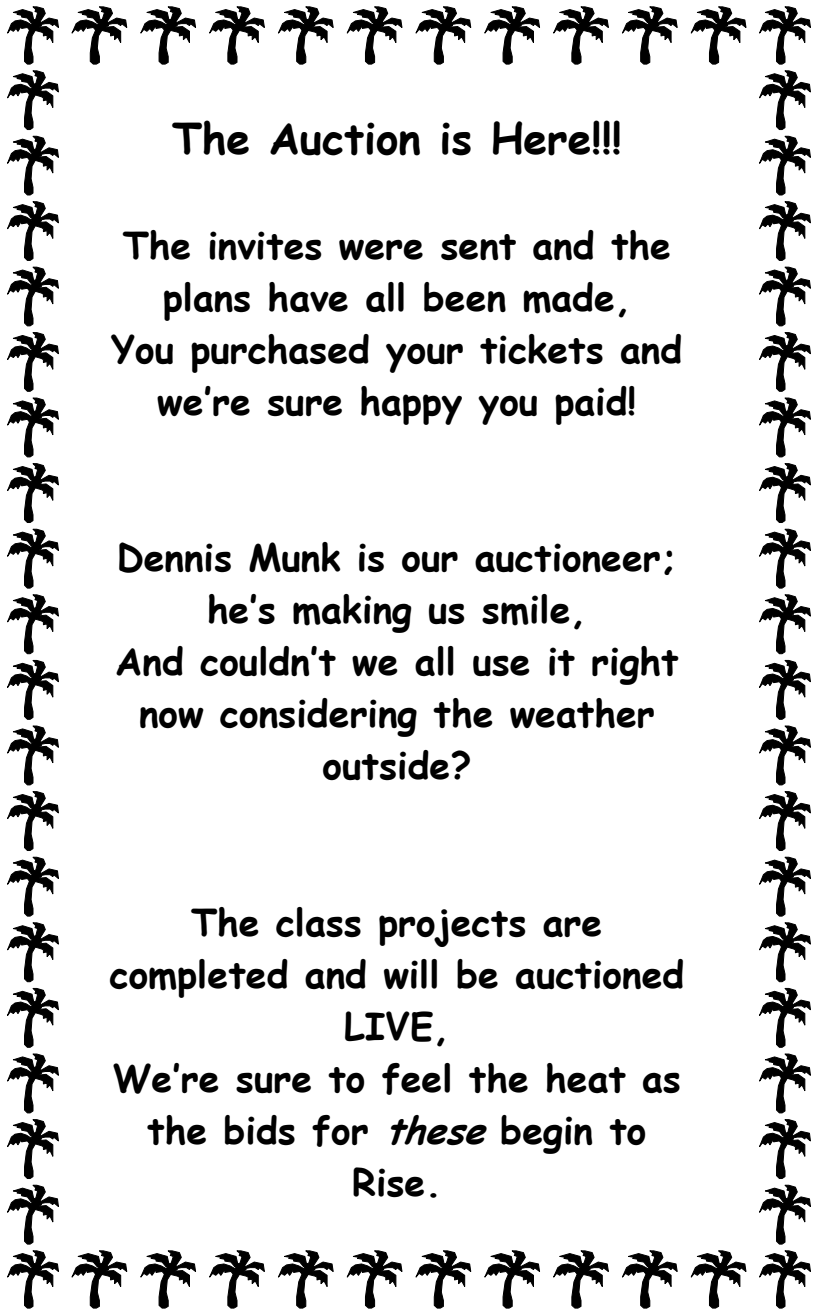 The Auction is Here!!!
The invites were sent and the
plans have all been made,
You purchased your tickets and
we’re sure happy you paid!
Dennis Munk is our auctioneer;
he’s making us smile,
And couldn’t we all use it right
now considering the weather
outside?
The class projects are
completed and will be auctioned
LIVE,
We’re sure to feel the heat as
the bids for these begin to
Rise.